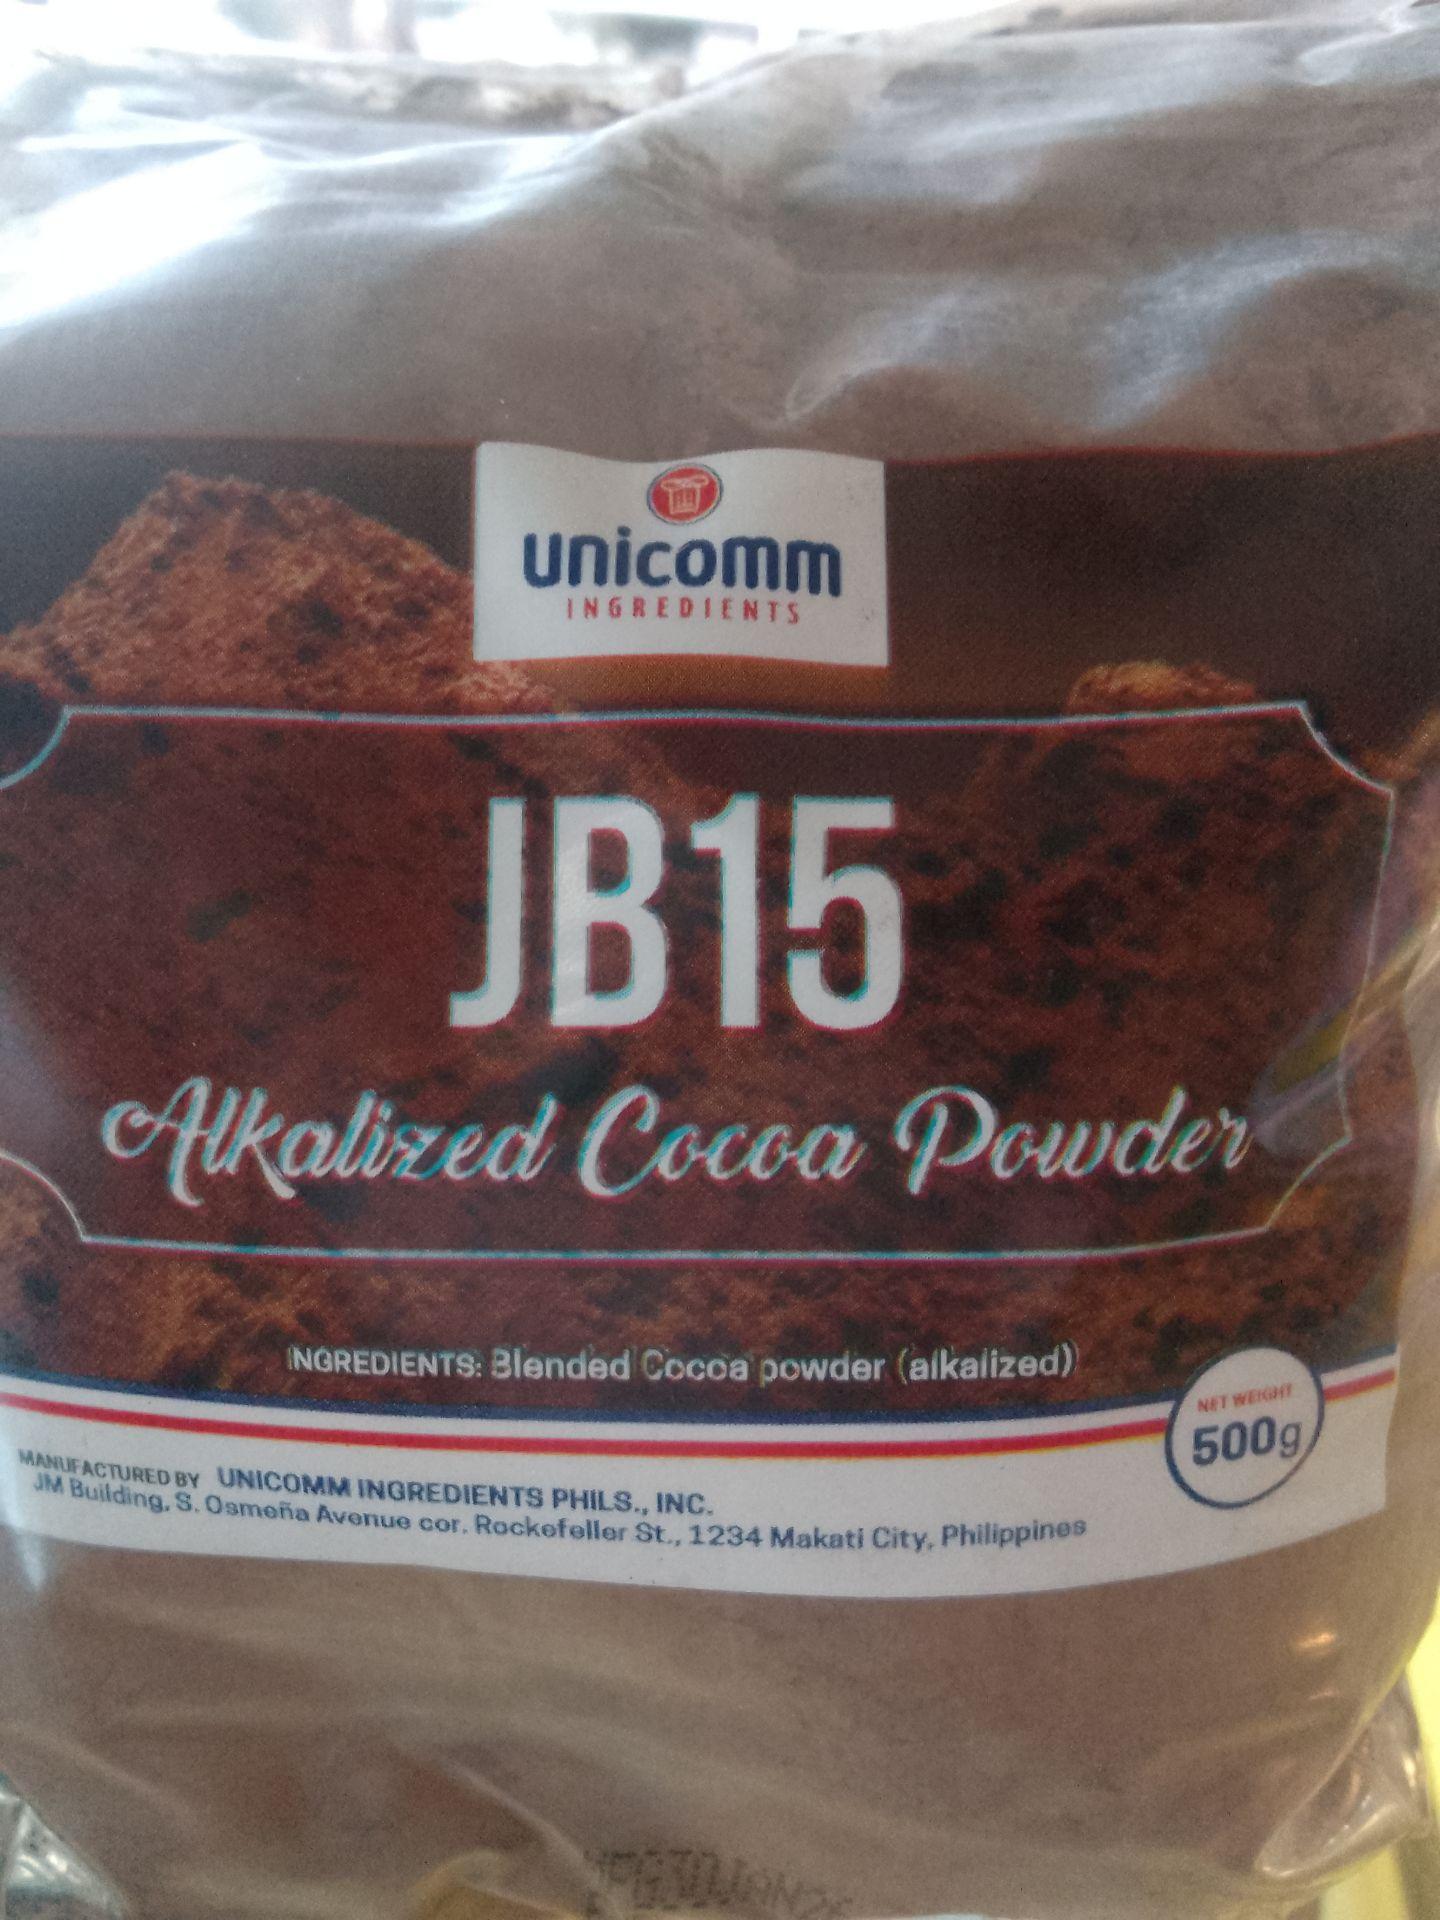 unicomm
INGREDIENTS
JB15
Alkalized Cocoa Powder
INGREDIENTS: Blended Cocoa powder (alkalized)
NET WEIGHT
500g
MANUFACTURED BY UNICOMM INGREDIENTS PHILS., INC.
JM Building, S. Osmeña Avenue cor. Rockefeller St., 1234 Makati City, Philippines